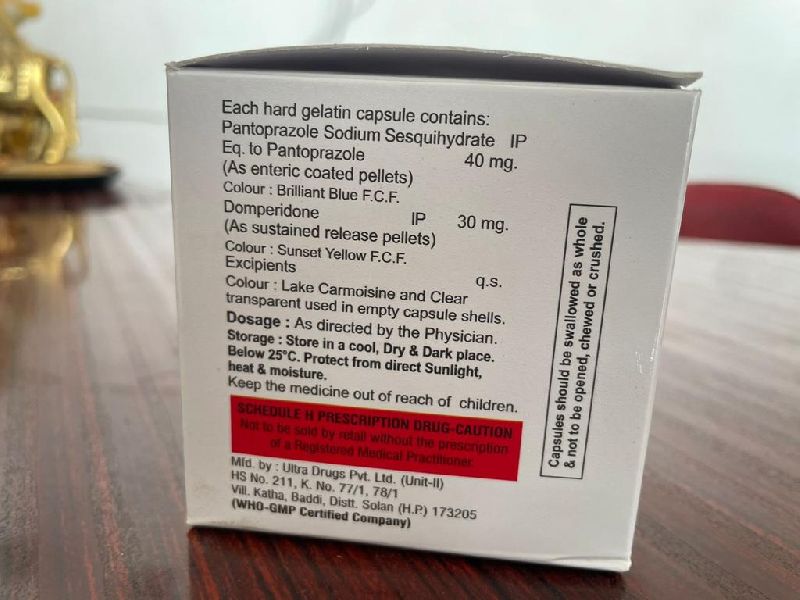 Each hard gelatin capsule contains:
Pantoprazole Sodium Sesquihydrate IP
Eq. to Pantoprazole 40 mg.
(As enteric coated pellets)
Colour : Brilliant Blue F.C.F.
Domperidone IP 30 mg.
(As sustained release pellets)
Colour : Sunset Yellow F.C.F.
Excipients q.s.
Colour : Lake Carmoisine and Clear
transparent used in empty capsule shells.
Dosage : As directed by the Physician.
Storage : Store in a cool, Dry & Dark place.
Below 25°C. Protect from direct Sunlight,
heat & moisture.
Keep the medicine out of reach of children.
SCHEDULE H PRESCRIPTION DRUG-CAUTION
Not to be sold by retail without the prescription
of a Registered Medical Practitioner.
Mfd. by : Ultra Drugs Pvt. Ltd. (Unit-II)
HS No. 211, K. No. 77/1, 78/1
Vill. Katha, Baddi, Distt. Solan (H.P.) 173205
(WHO-GMP Certified Company)
Capsules should be swallowed as whole
& not to be opened, chewed or crushed.